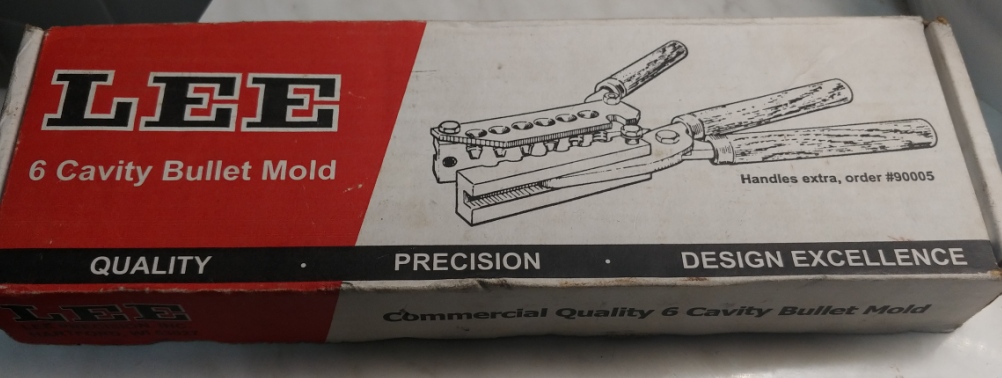 LEE
6 Cavity Bullet Mold
Handles extra, order #90005
QUALITY · PRECISION · DESIGN EXCELLENCE
LEE
Commercial Quality 6 Cavity Bullet Mold